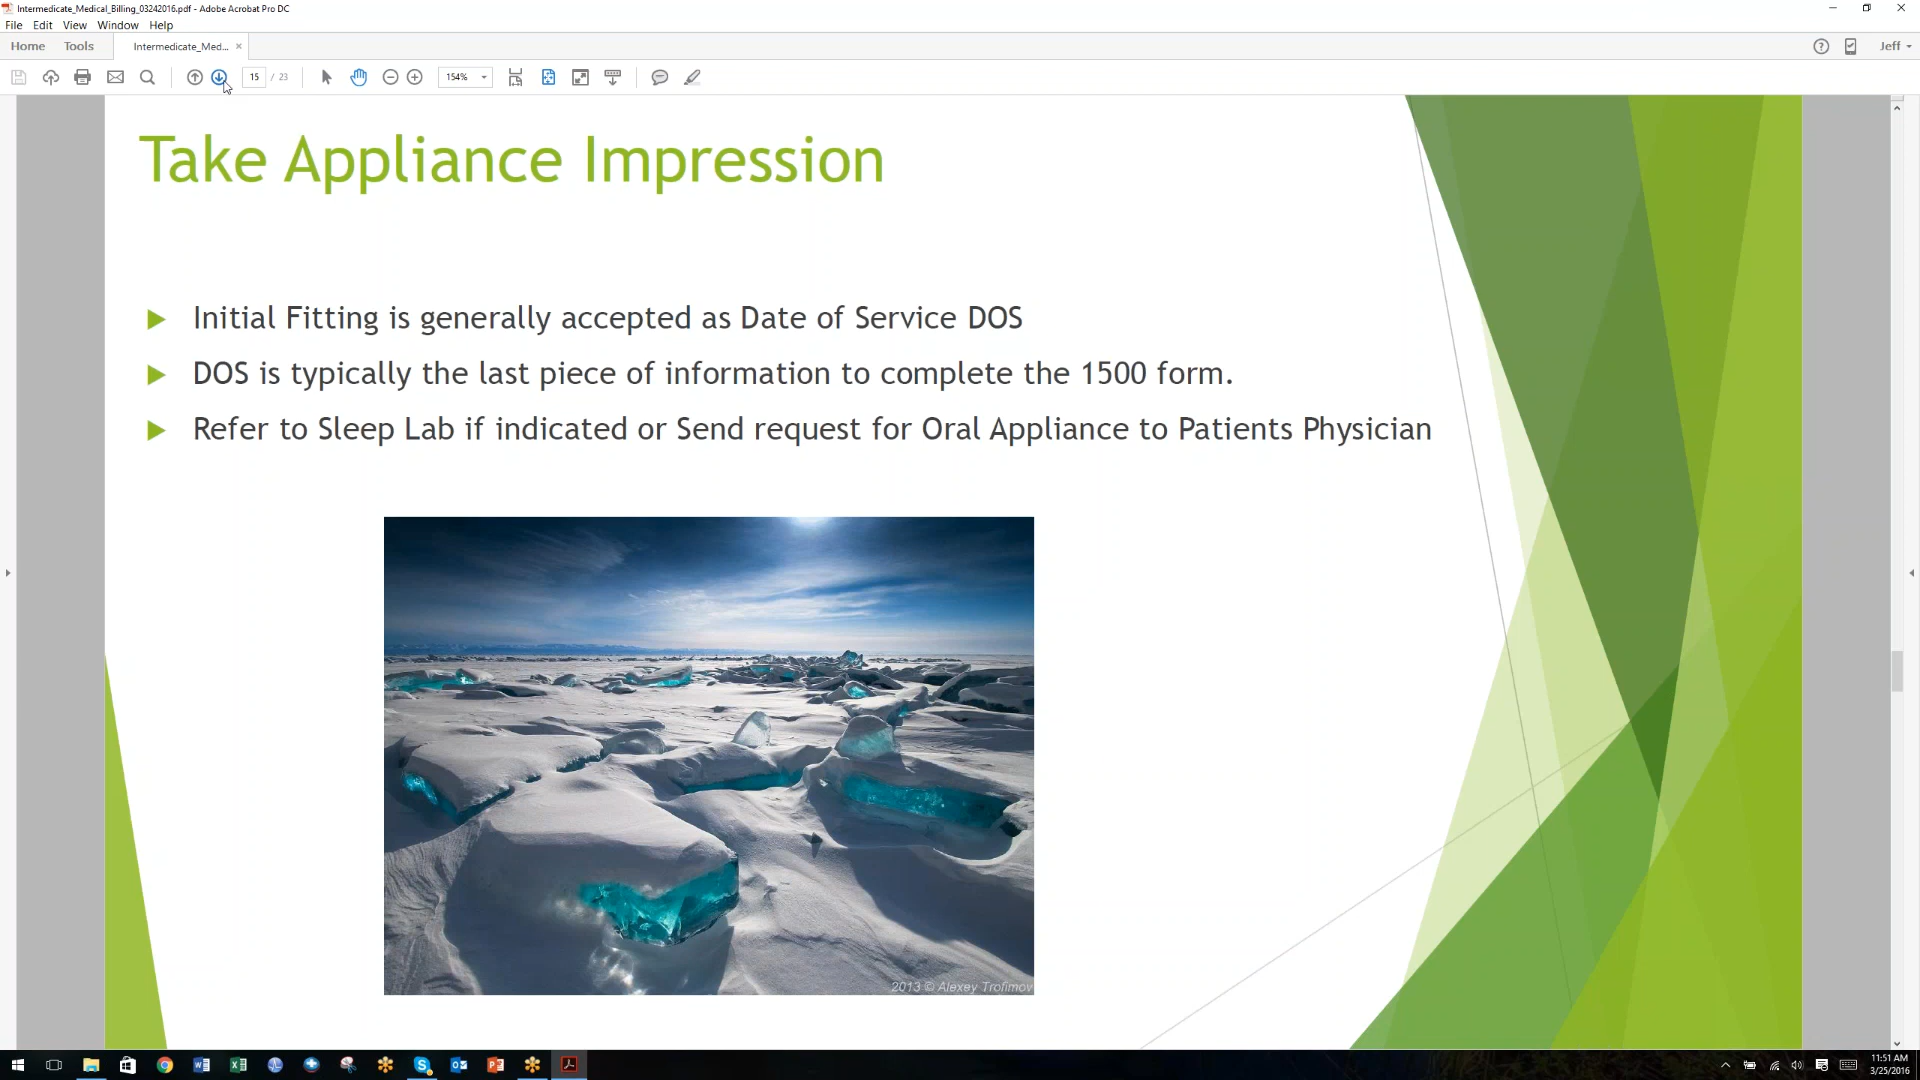 Intermedicate_Medical_Billing_03242016.pdf - Adobe Acrobat Pro DC
File Edit View Window Help
Home Tools Intermedicate_Med... × Jeff
15 / 23 154%
Take Appliance Impression
Initial Fitting is generally accepted as Date of Service DOS
DOS is typically the last piece of information to complete the 1500 form.
Refer to Sleep Lab if indicated or Send request for Oral Appliance to Patients Physician
2013 © Alexey Trofimov
11:51 AM
3/25/2016